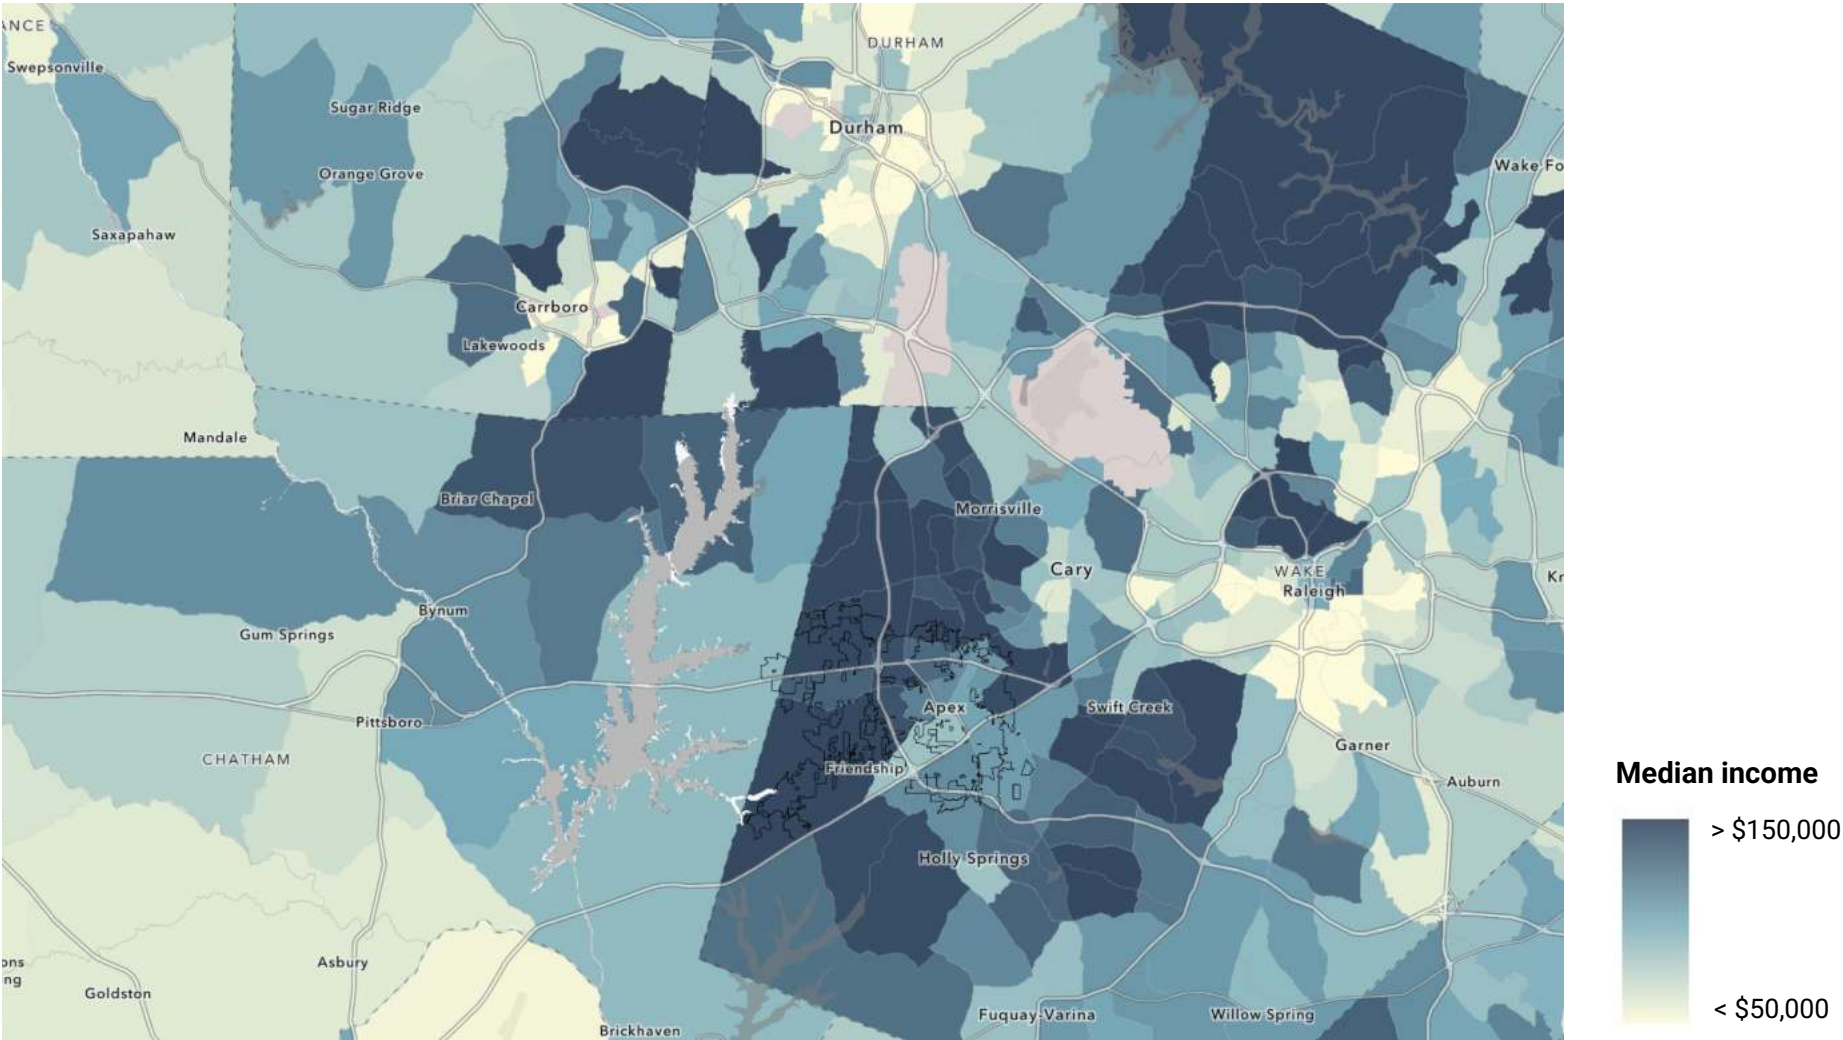 ANCE
DURHAM
Swepsonville
Sugar Ridge
Durham
Wake Fo
Orange Grove
Saxapahaw
Carrboro
Lakewoods
Mandale
Briar Chapel
Morrisville
Cary
WAKE
Raleigh
Kr
Bynum
Gum Springs
Apex
Swift Creek
Pittsboro
CHATHAM
Friendship
Garner
Auburn
Median income
> $150,000
Holly Springs
ons
ng
Asbury
Goldston
Fuquay-Varina
Willow Spring
< $50,000
Brickhaven